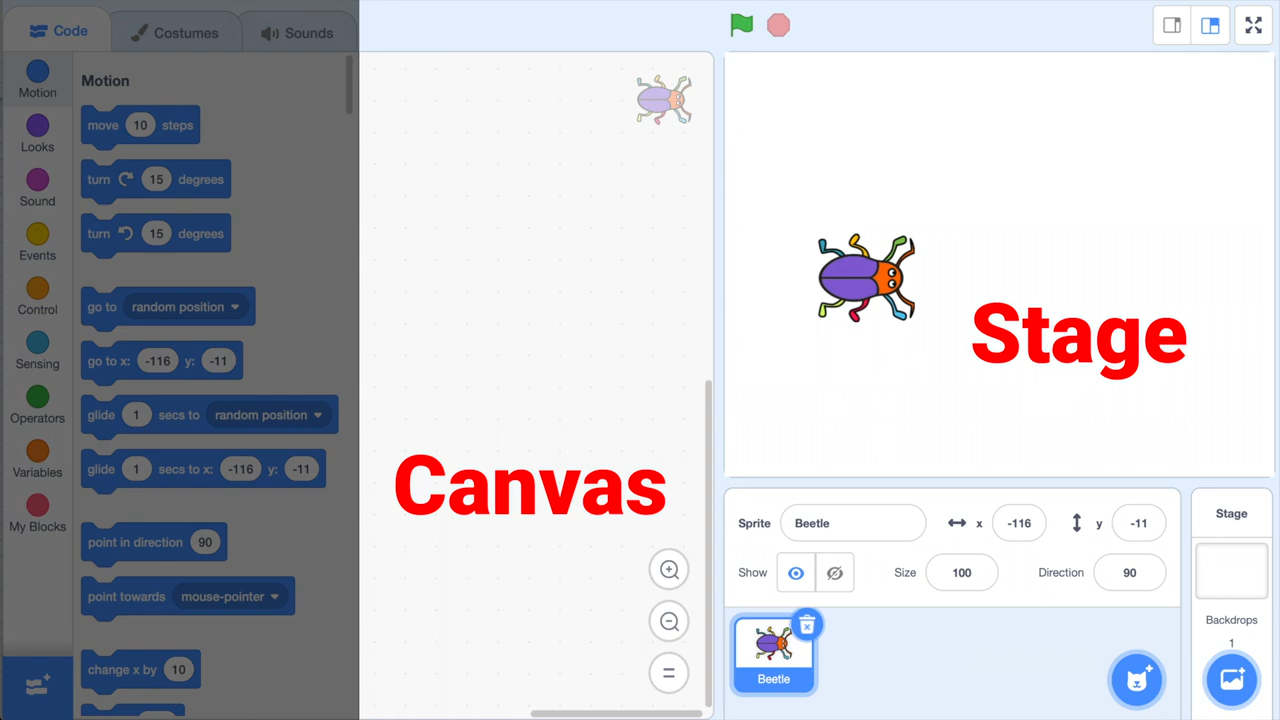 Code
Costumes
Sounds
Motion
Looks
Sound
Events
Control
Sensing
Operators
Variables
My Blocks
Motion
move 10 steps
turn 15 degrees
turn 15 degrees
go to random position
go to x: -116 y: -11
glide 1 secs to random position
glide 1 secs to x: -116 y: -11
point in direction 90
point towards mouse-pointer
change x by 10
Canvas
Stage
Sprite Beetle x -116 y -11
Show Size 100 Direction 90
Beetle
Stage
Backdrops
1